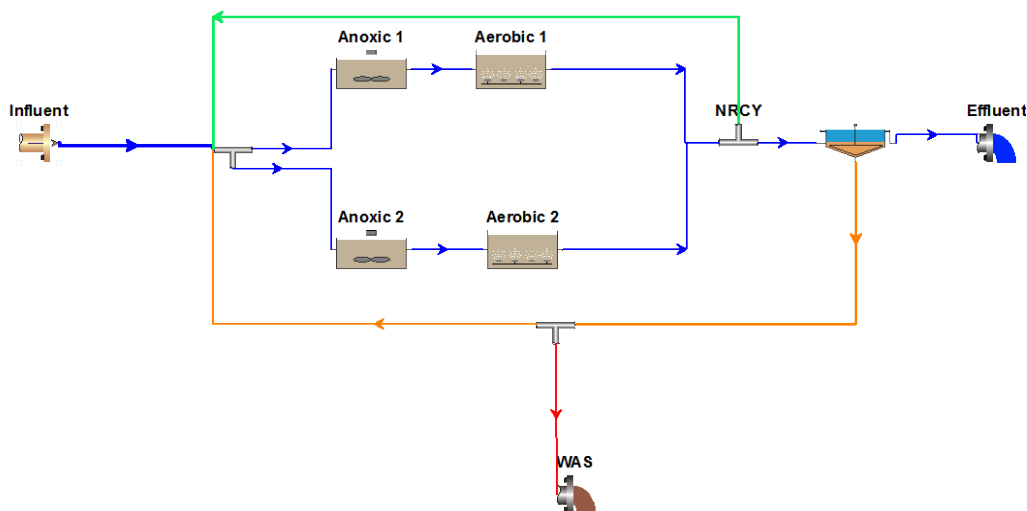 Anoxic 1
Aerobic 1
Influent
NRCY
Effluent
Anoxic 2
Aerobic 2
WAS